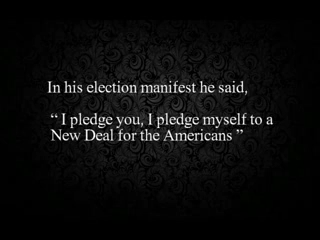 In his election manifest he said,
“ I pledge you, I pledge myself to a
New Deal for the Americans ”